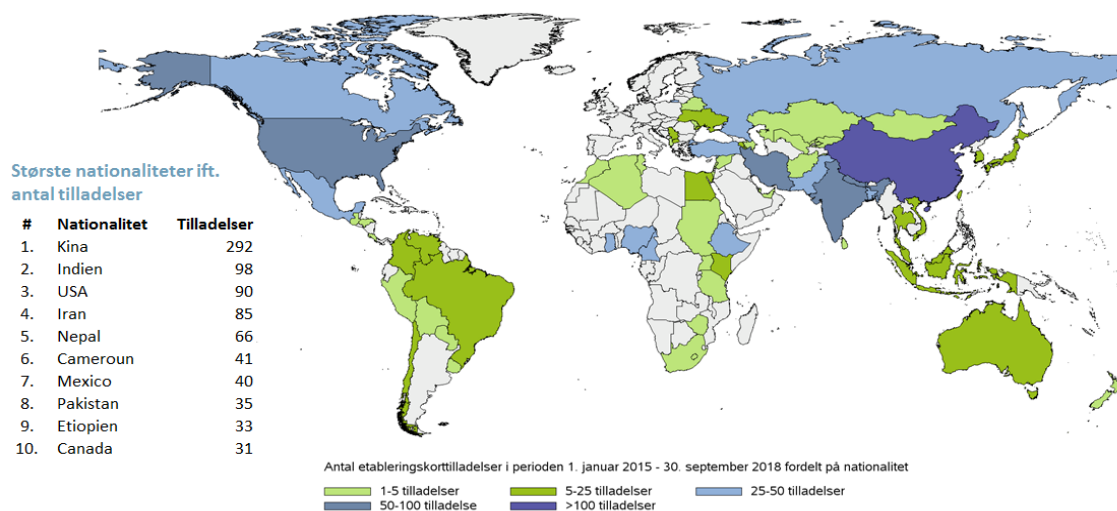 Største nationaliteter ift.
antal tilladelser
# Nationalitet Tilladelser
1. Kina 292
2. Indien 98
3. USA 90
4. Iran 85
5. Nepal 66
6. Cameroun 41
7. Mexico 40
8. Pakistan 35
9. Etiopien 33
10. Canada 31
Antal etableringskorttilladelser i perioden 1. januar 2015 - 30. september 2018 fordelt på nationalitet
1-5 tilladelser 5-25 tilladelser 25-50 tilladelser
50-100 tilladelse >100 tilladelser